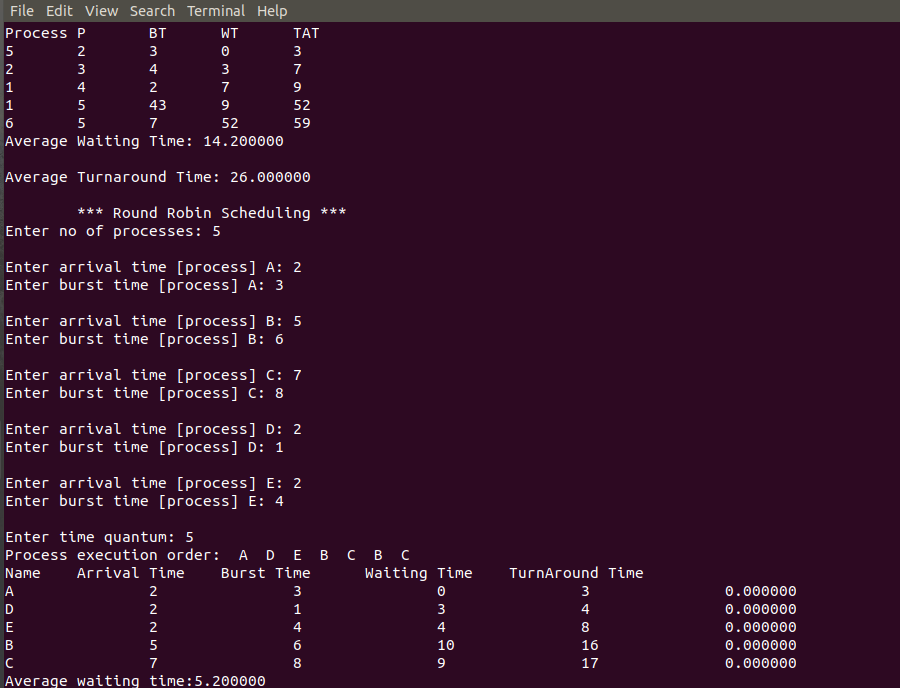 File Edit View Search Terminal Help
Process P BT WT TAT
5 2 3 0 3
2 3 4 3 7
1 4 2 7 9
1 5 43 9 52
6 5 7 52 59
Average Waiting Time: 14.200000
Average Turnaround Time: 26.000000
*** Round Robin Scheduling ***
Enter no of processes: 5
Enter arrival time [process] A: 2
Enter burst time [process] A: 3
Enter arrival time [process] B: 5
Enter burst time [process] B: 6
Enter arrival time [process] C: 7
Enter burst time [process] C: 8
Enter arrival time [process] D: 2
Enter burst time [process] D: 1
Enter arrival time [process] E: 2
Enter burst time [process] E: 4
Enter time quantum: 5
Process execution order: A D E B C B C
Name Arrival Time Burst Time Waiting Time TurnAround Time
A 2 3 0 3 0.000000
D 2 1 3 4 0.000000
E 2 4 4 8 0.000000
B 5 6 10 16 0.000000
C 7 8 9 17 0.000000
Average waiting time:5.200000